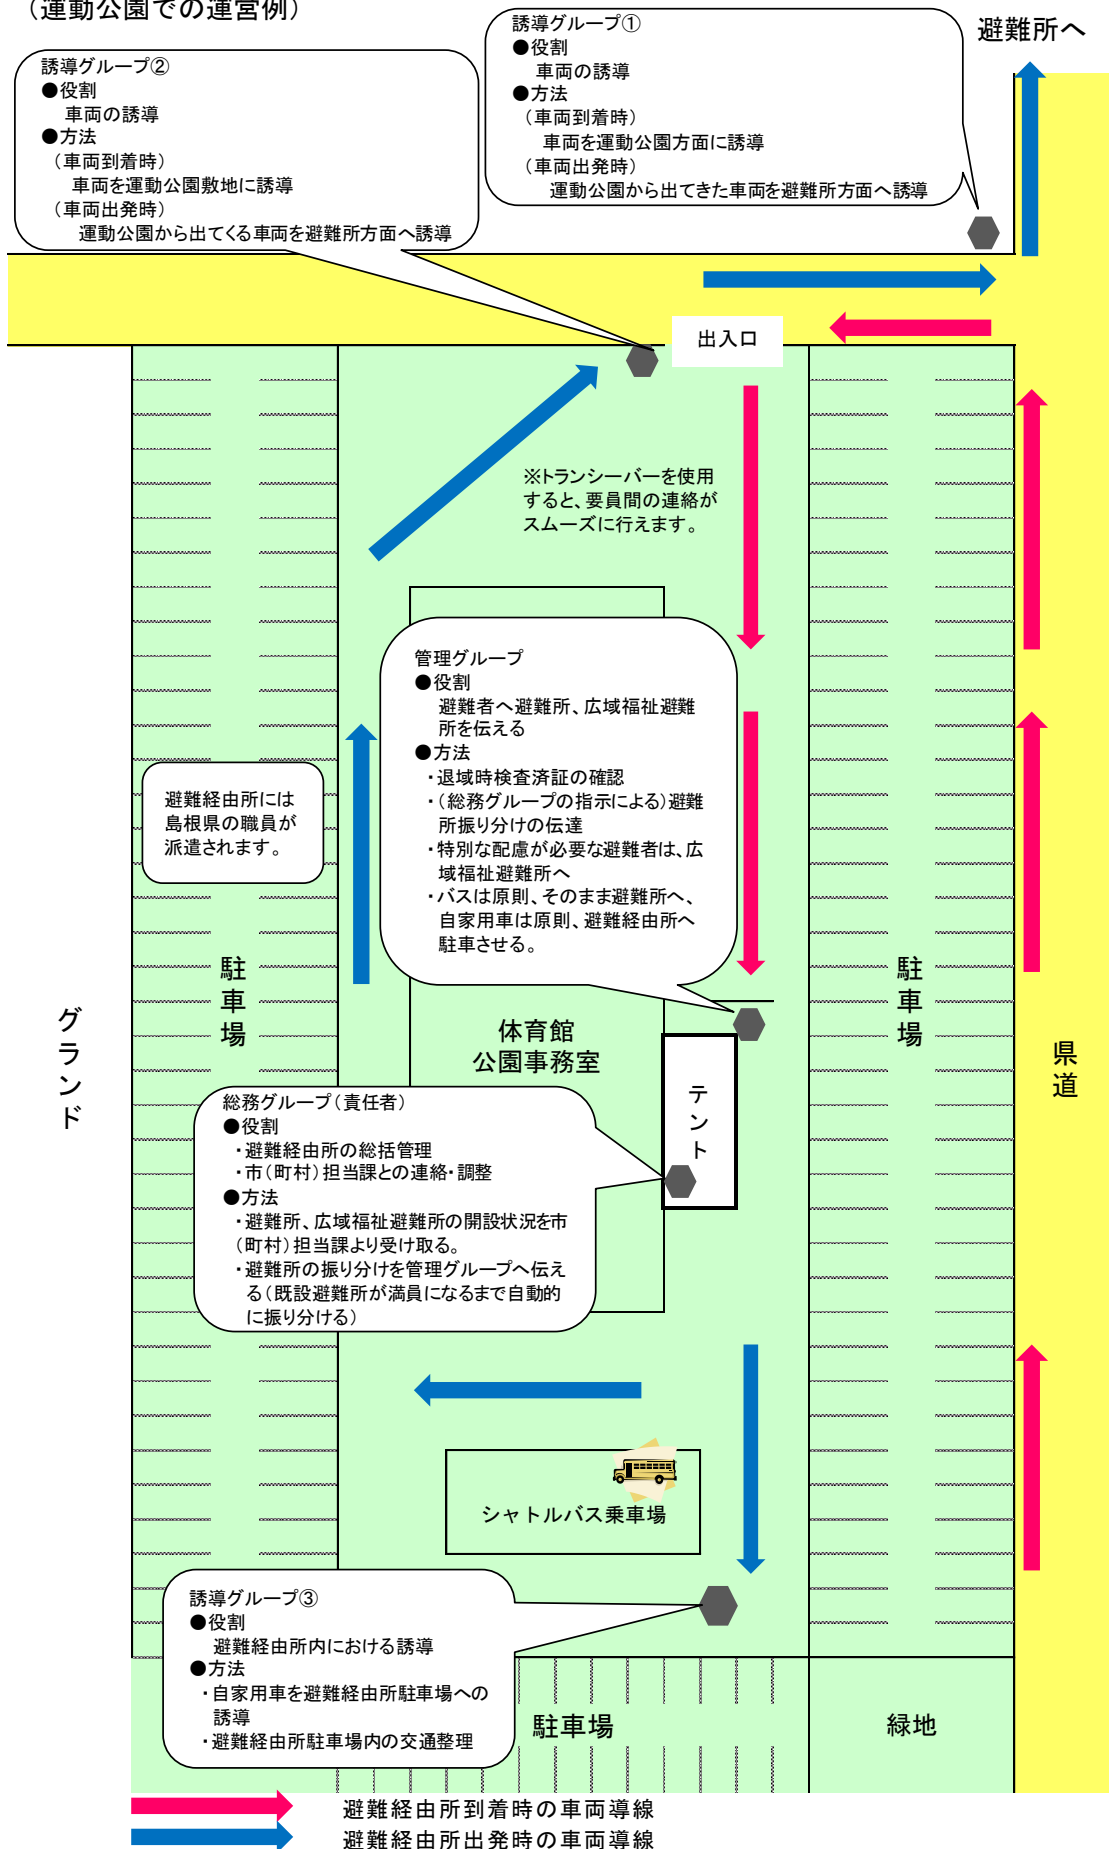 （運動公園での運営例）
誘導グループ①
●役割
車両の誘導
●方法
（車両到着時）
車両を運動公園方面に誘導
（車両出発時）
運動公園から出てきた車両を避難所方面へ誘導
避難所へ
誘導グループ②
●役割
車両の誘導
●方法
（車両到着時）
車両を運動公園敷地に誘導
（車両出発時）
運動公園から出てくる車両を避難所方面へ誘導
出入口
※トランシーバーを使用
すると、要員間の連絡が
スムーズに行えます。
管理グループ
●役割
避難者へ避難所、広域福祉避難
所を伝える
●方法
・退域時検査済証の確認
・（総務グループの指示による）避難
所振り分けの伝達
・特別な配慮が必要な避難者は、広
域福祉避難所へ
・バスは原則、そのまま避難所へ、
自家用車は原則、避難経由所へ
駐車させる。
避難経由所には
島根県の職員が
派遣されます。
駐車場
駐車場
グランド
体育館
公園事務室
県道
テント
総務グループ（責任者）
●役割
・避難経由所の総括管理
・市（町村）担当課との連絡・調整
●方法
・避難所、広域福祉避難所の開設状況を市
（町村）担当課より受け取る。
・避難所の振り分けを管理グループへ伝え
る（既設避難所が満員になるまで自動的
に振り分ける）
シャトルバス乗車場
誘導グループ③
●役割
避難経由所内における誘導
●方法
・自家用車を避難経由所駐車場への
誘導
・避難経由所駐車場内の交通整理
駐車場
緑地
避難経由所到着時の車両導線
避難経由所出発時の車両導線